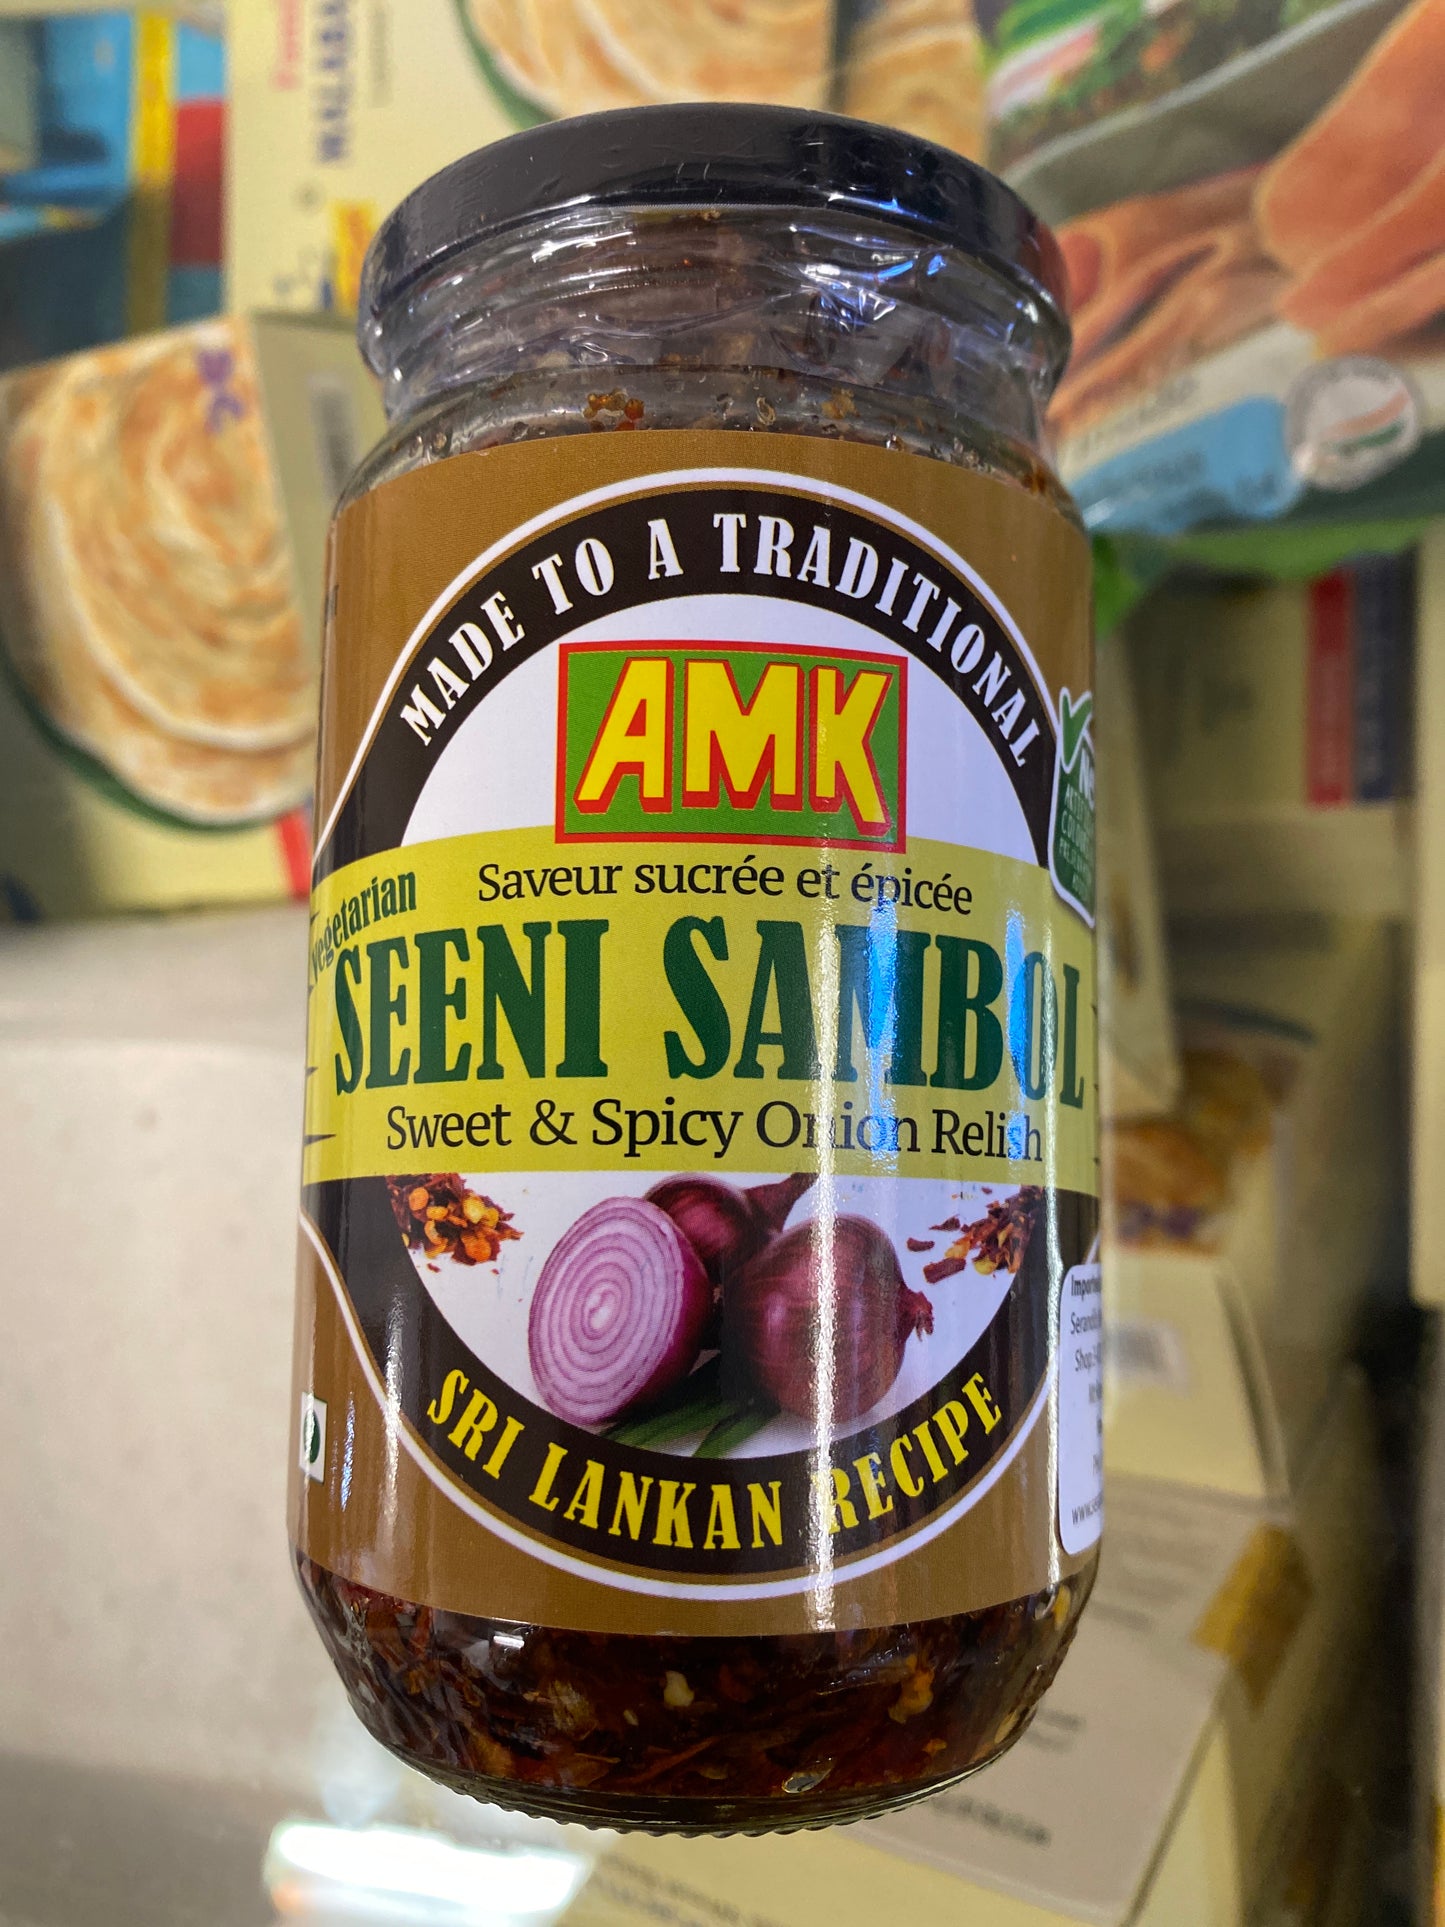 MADE TO A TRADITIONAL
AMK
Saveur sucrée et épicée
Vegetarian
SEENI SAMBOL
Sweet & Spicy Onion Relish
SRI LANKAN RECIPE